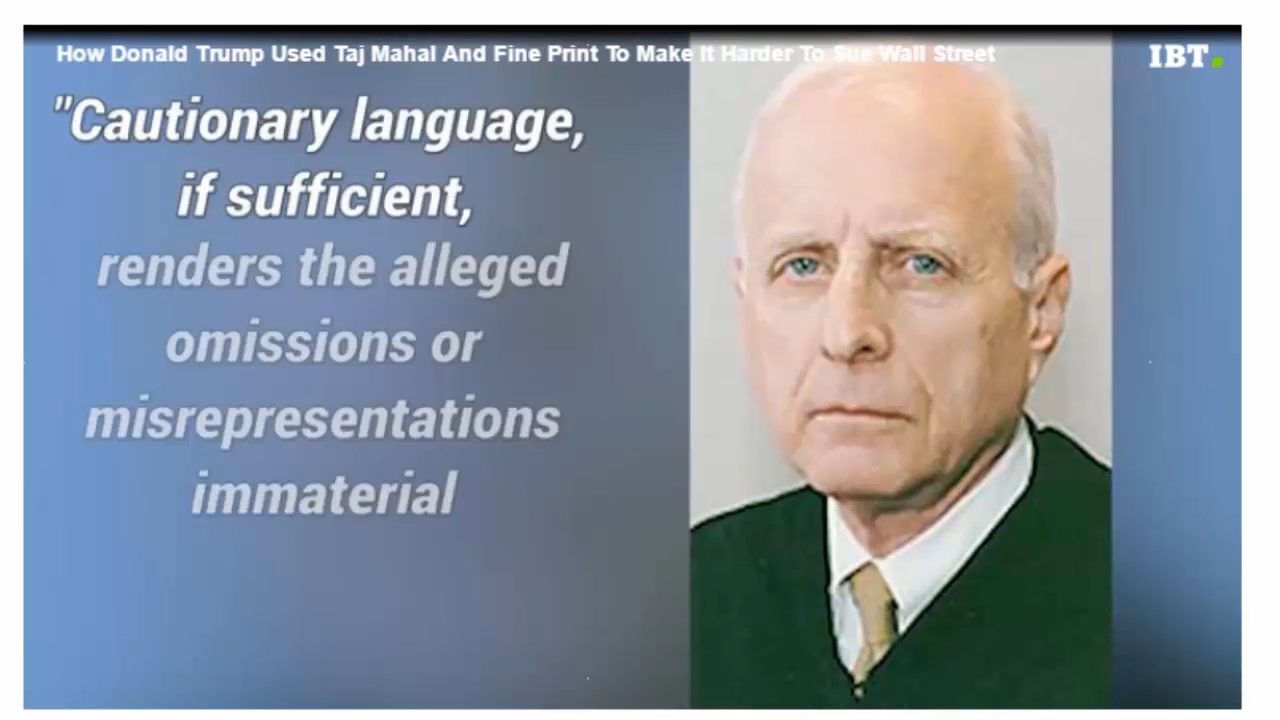 How Donald Trump Used Taj Mahal And Fine Print To Make It Harder To Sue Wall Street
IBT.
"Cautionary language,
if sufficient,
renders the alleged
omissions or
misrepresentations
immaterial